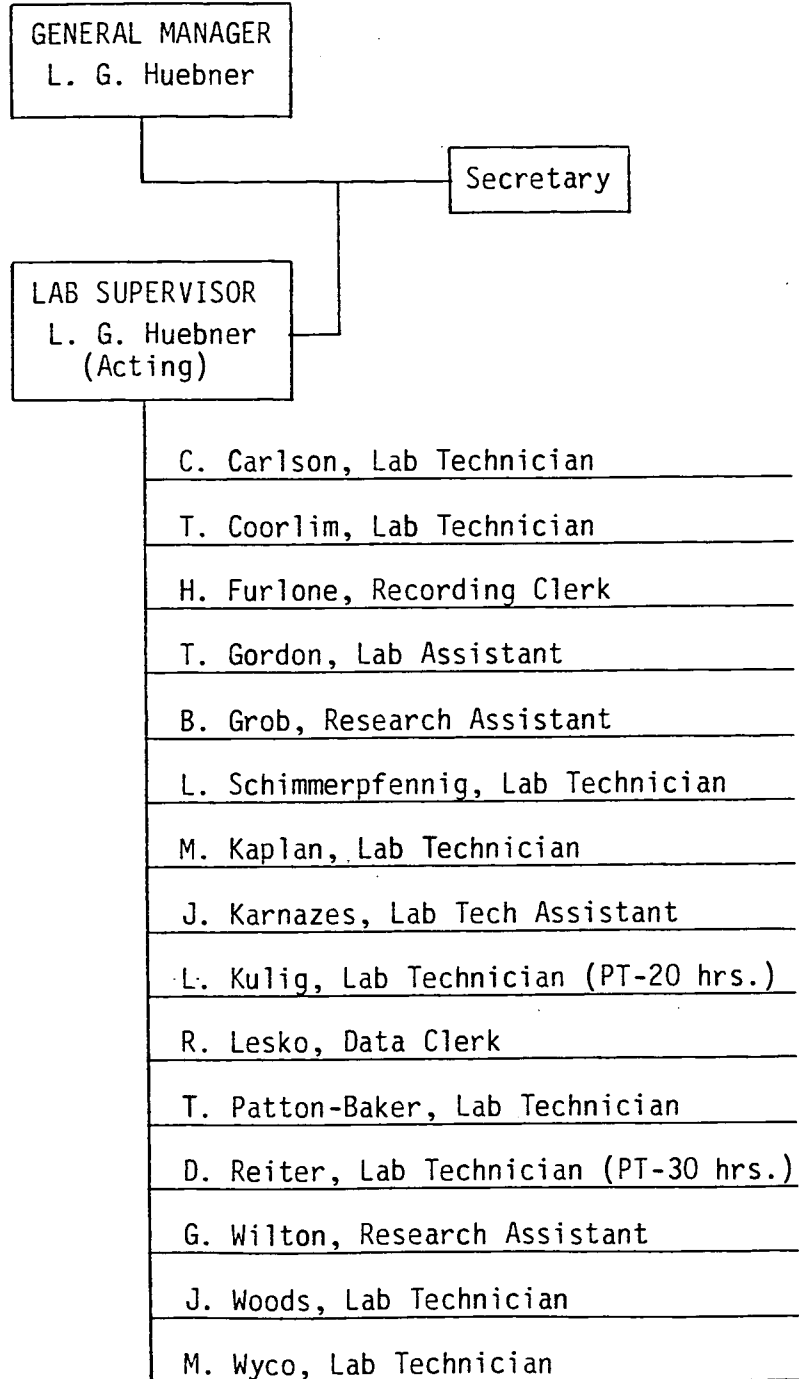 GENERAL MANAGER
L. G. Huebner
Secretary
LAB SUPERVISOR
L. G. Huebner
(Acting)
C. Carlson, Lab Technician
T. Coorlim, Lab Technician
H. Furlone, Recording Clerk
T. Gordon, Lab Assistant
B. Grob, Research Assistant
L. Schimmerpfennig, Lab Technician
M. Kaplan, Lab Technician
J. Karnazes, Lab Tech Assistant
L. Kulig, Lab Technician (PT-20 hrs.)
R. Lesko, Data Clerk
T. Patton-Baker, Lab Technician
D. Reiter, Lab Technician (PT-30 hrs.)
G. Wilton, Research Assistant
J. Woods, Lab Technician
M. Wyco, Lab Technician